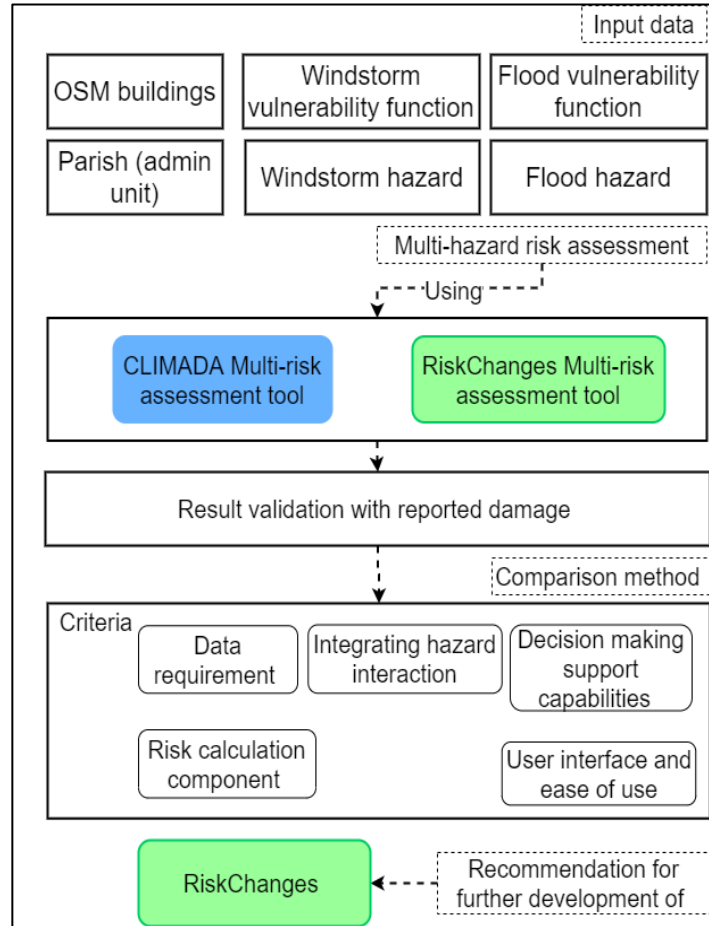 Input data
OSM buildings
Windstorm
vulnerability function
Flood vulnerability
function
Parish (admin
unit)
Windstorm hazard
Flood hazard
Multi-hazard risk assessment
Using
CLIMADA Multi-risk
assessment tool
RiskChanges Multi-risk
assessment tool
Result validation with reported damage
Comparison method
Criteria
Data
requirement
Integrating hazard
interaction
Decision making
support
capabilities
Risk calculation
component
User interface and
ease of use
RiskChanges
Recommendation for
further development of